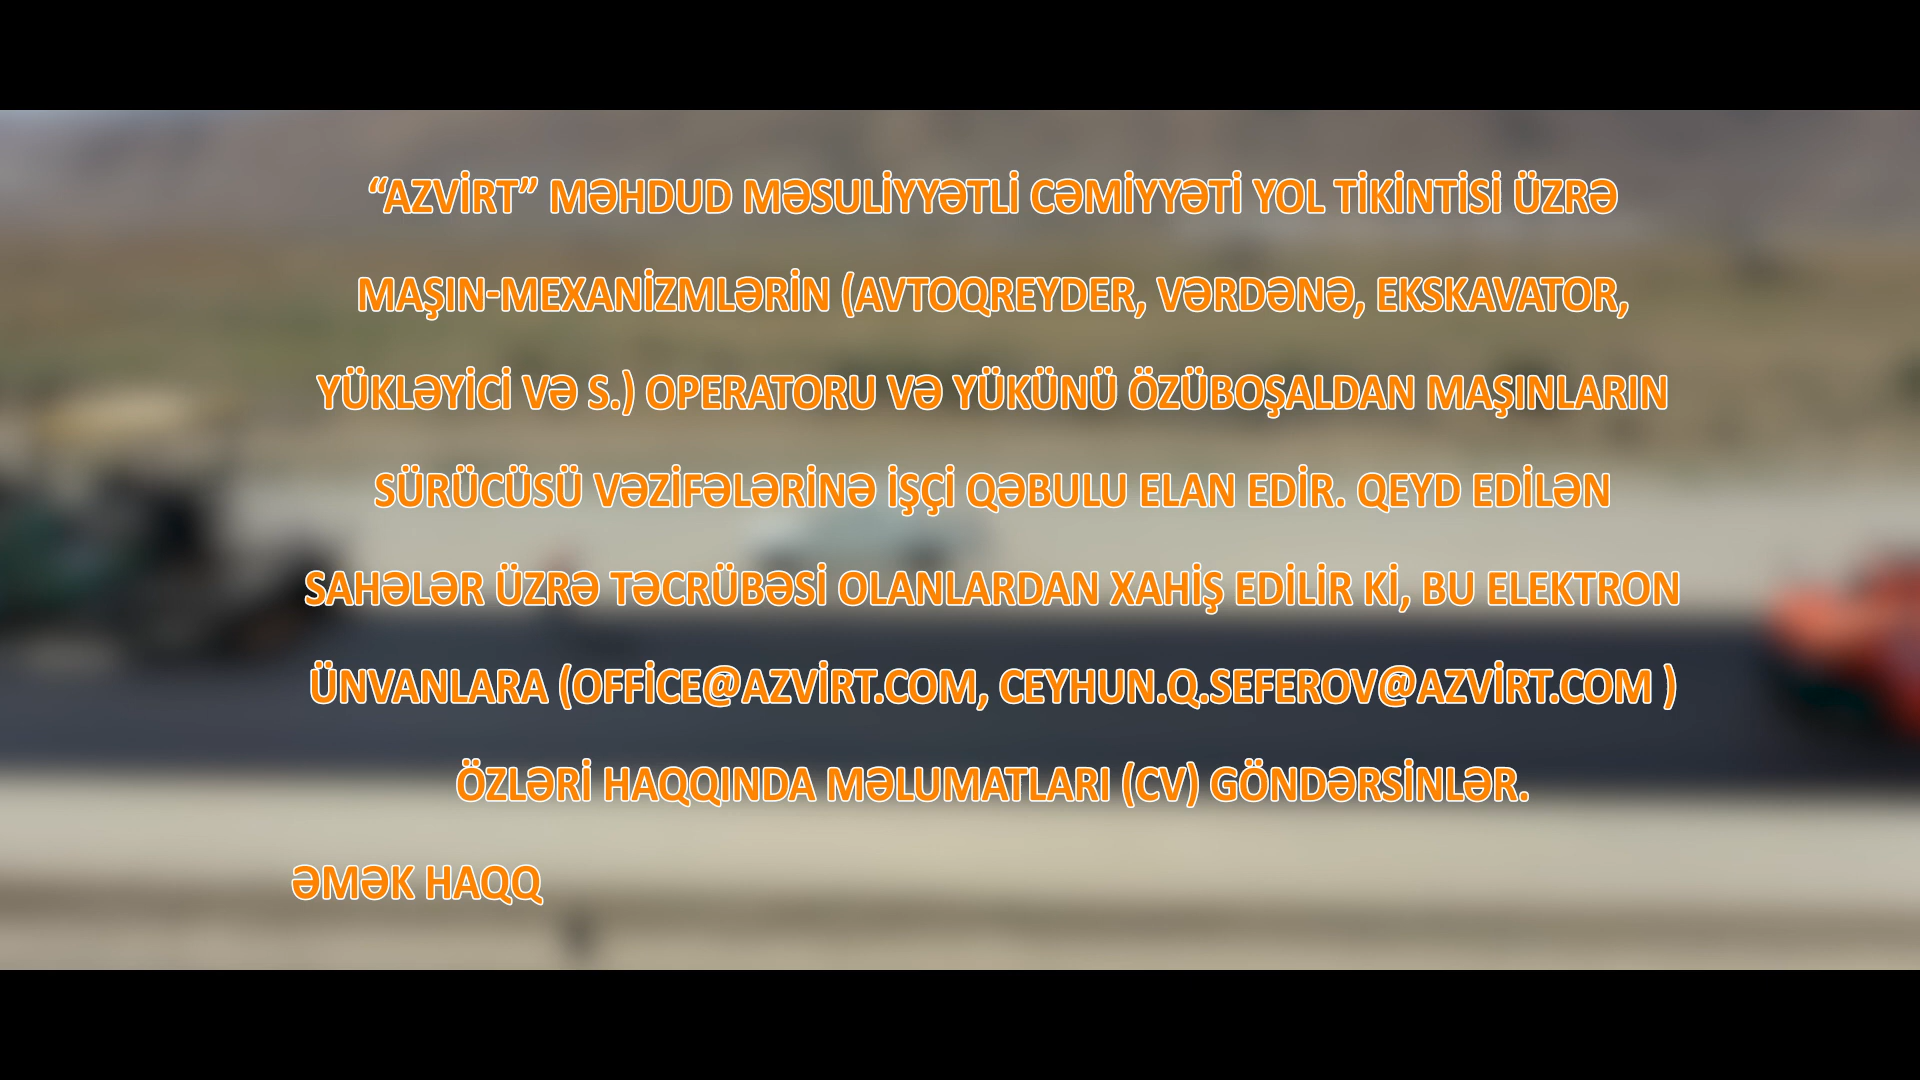 “AZVİRT” MƏHDUD MƏSULİYYƏTLİ CƏMİYYƏTİ YOL TİKİNTİSİ ÜZRƏ
MAŞIN-MEXANİZMLƏRİN (AVTOQREYDER, VƏRDƏNƏ, EKSKAVATOR,
YÜKLƏYİCİ VƏ S.) OPERATORU VƏ YÜKÜNÜ ÖZÜBOŞALDAN MAŞINLARIN
SÜRÜCÜSÜ VƏZİFƏLƏRİNƏ İŞÇİ QƏBULU ELAN EDİR. QEYD EDİLƏN
SAHƏLƏR ÜZRƏ TƏCRÜBƏSİ OLANLARDAN XAHİŞ EDİLİR Kİ, BU ELEKTRON
ÜNVANLARA (OFFİCE@AZVİRT.COM, CEYHUN.Q.SEFEROV@AZVİRT.COM )
ÖZLƏRİ HAQQINDA MƏLUMATLARI (CV) GÖNDƏRSİNLƏR.
ƏMƏK HAQQ